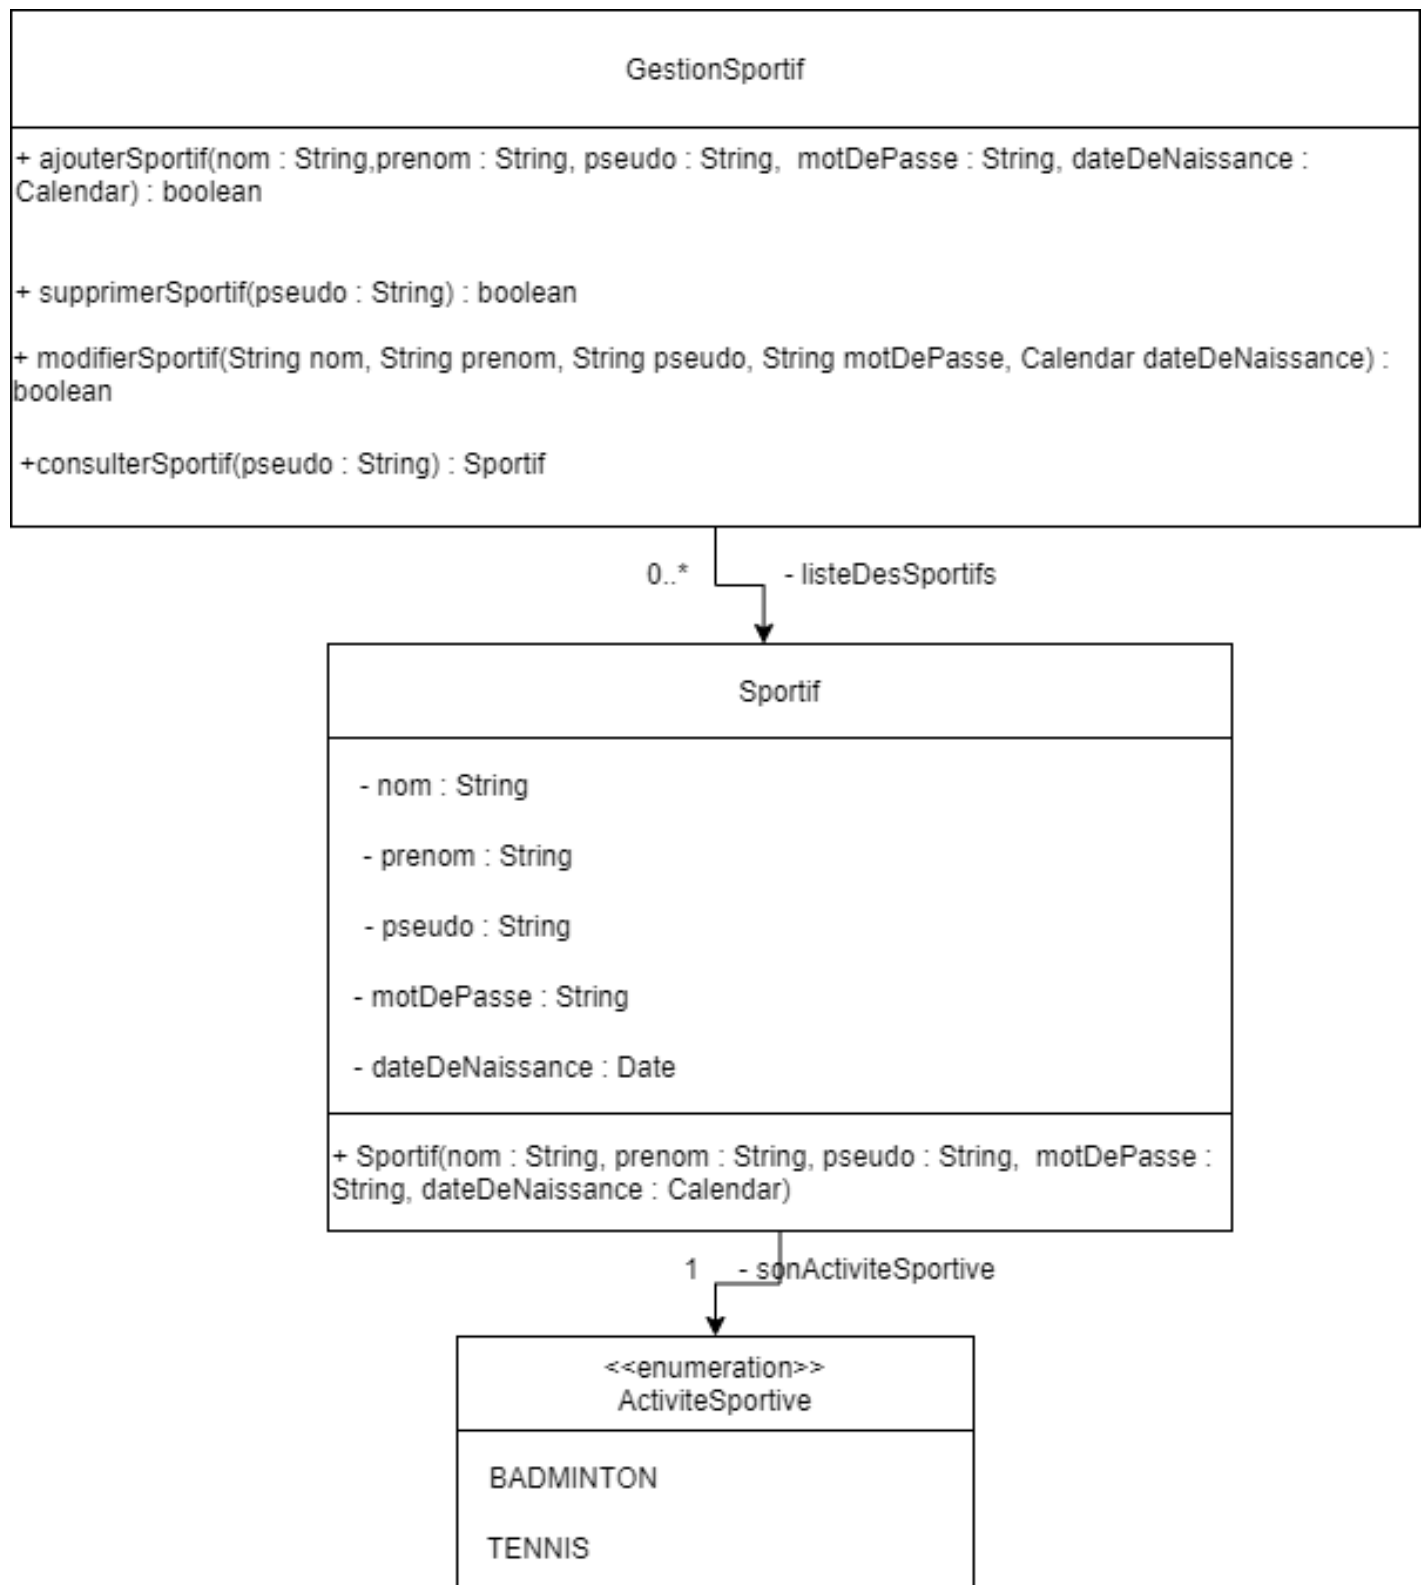 GestionSportif
+ ajouterSportif(nom : String,prenom : String, pseudo : String,  motDePasse : String, dateDeNaissance :
Calendar) : boolean
+ supprimerSportif(pseudo : String) : boolean
+ modifierSportif(String nom, String prenom, String pseudo, String motDePasse, Calendar dateDeNaissance) :
boolean
+consulterSportif(pseudo : String) : Sportif
0..* - listeDesSportifs
Sportif
- nom : String
- prenom : String
- pseudo : String
- motDePasse : String
- dateDeNaissance : Date
+ Sportif(nom : String, prenom : String, pseudo : String,  motDePasse :
String, dateDeNaissance : Calendar)
1 - sonActiviteSportive
<<enumeration>>
ActiviteSportive
BADMINTON
TENNIS